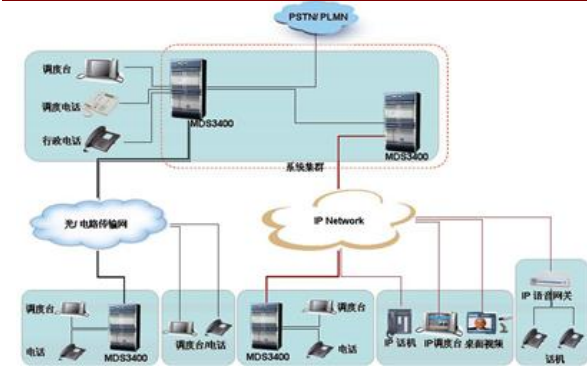 PSTN/ PLMN
调度台
调度电话
行政电话
MDS3400
MDS3400
系统集群
光/ 电路传输网
IP Network
调度台
电话
MDS3400
调度台/电话
调度台
电话
MDS3400
IP 话机
IP调度台
桌面视频
IP 语音网关
话机